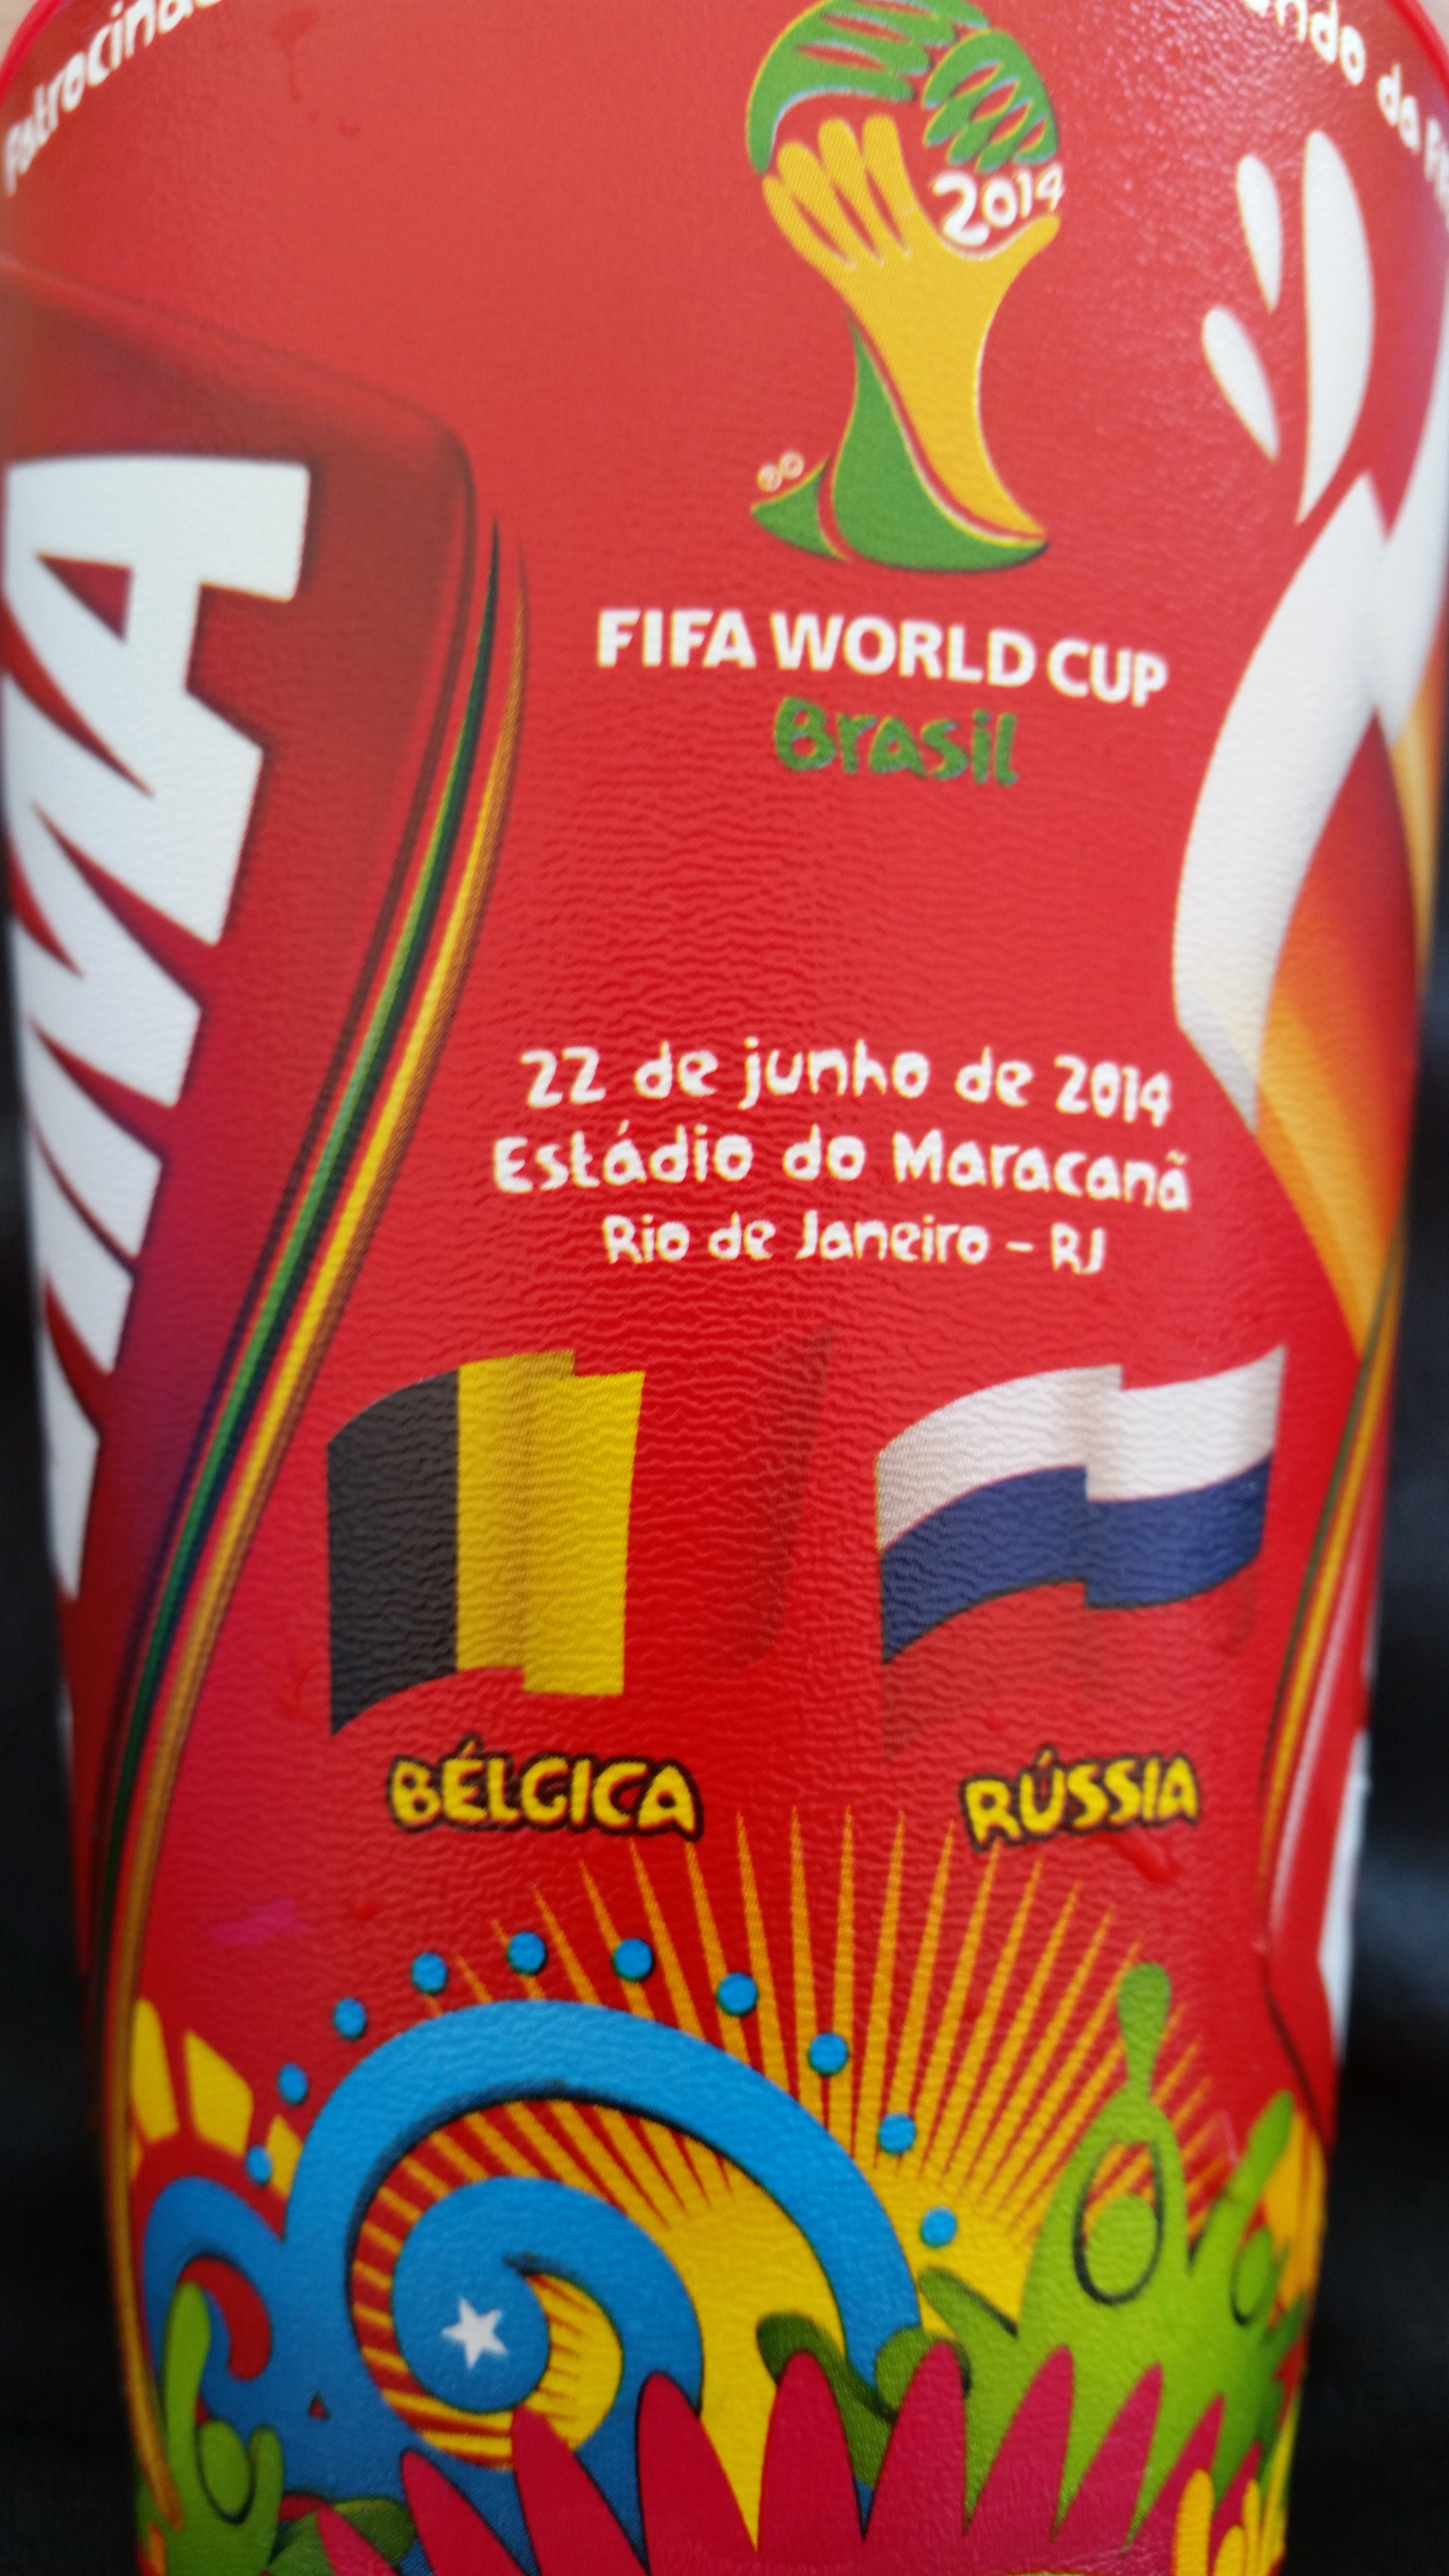 2014
FIFA WORLD CUP
Brasil
22 de junho de 2014
Estádio do Maracanã
Rio de Janeiro - RJ
BÉLGICA
RÚSSIA